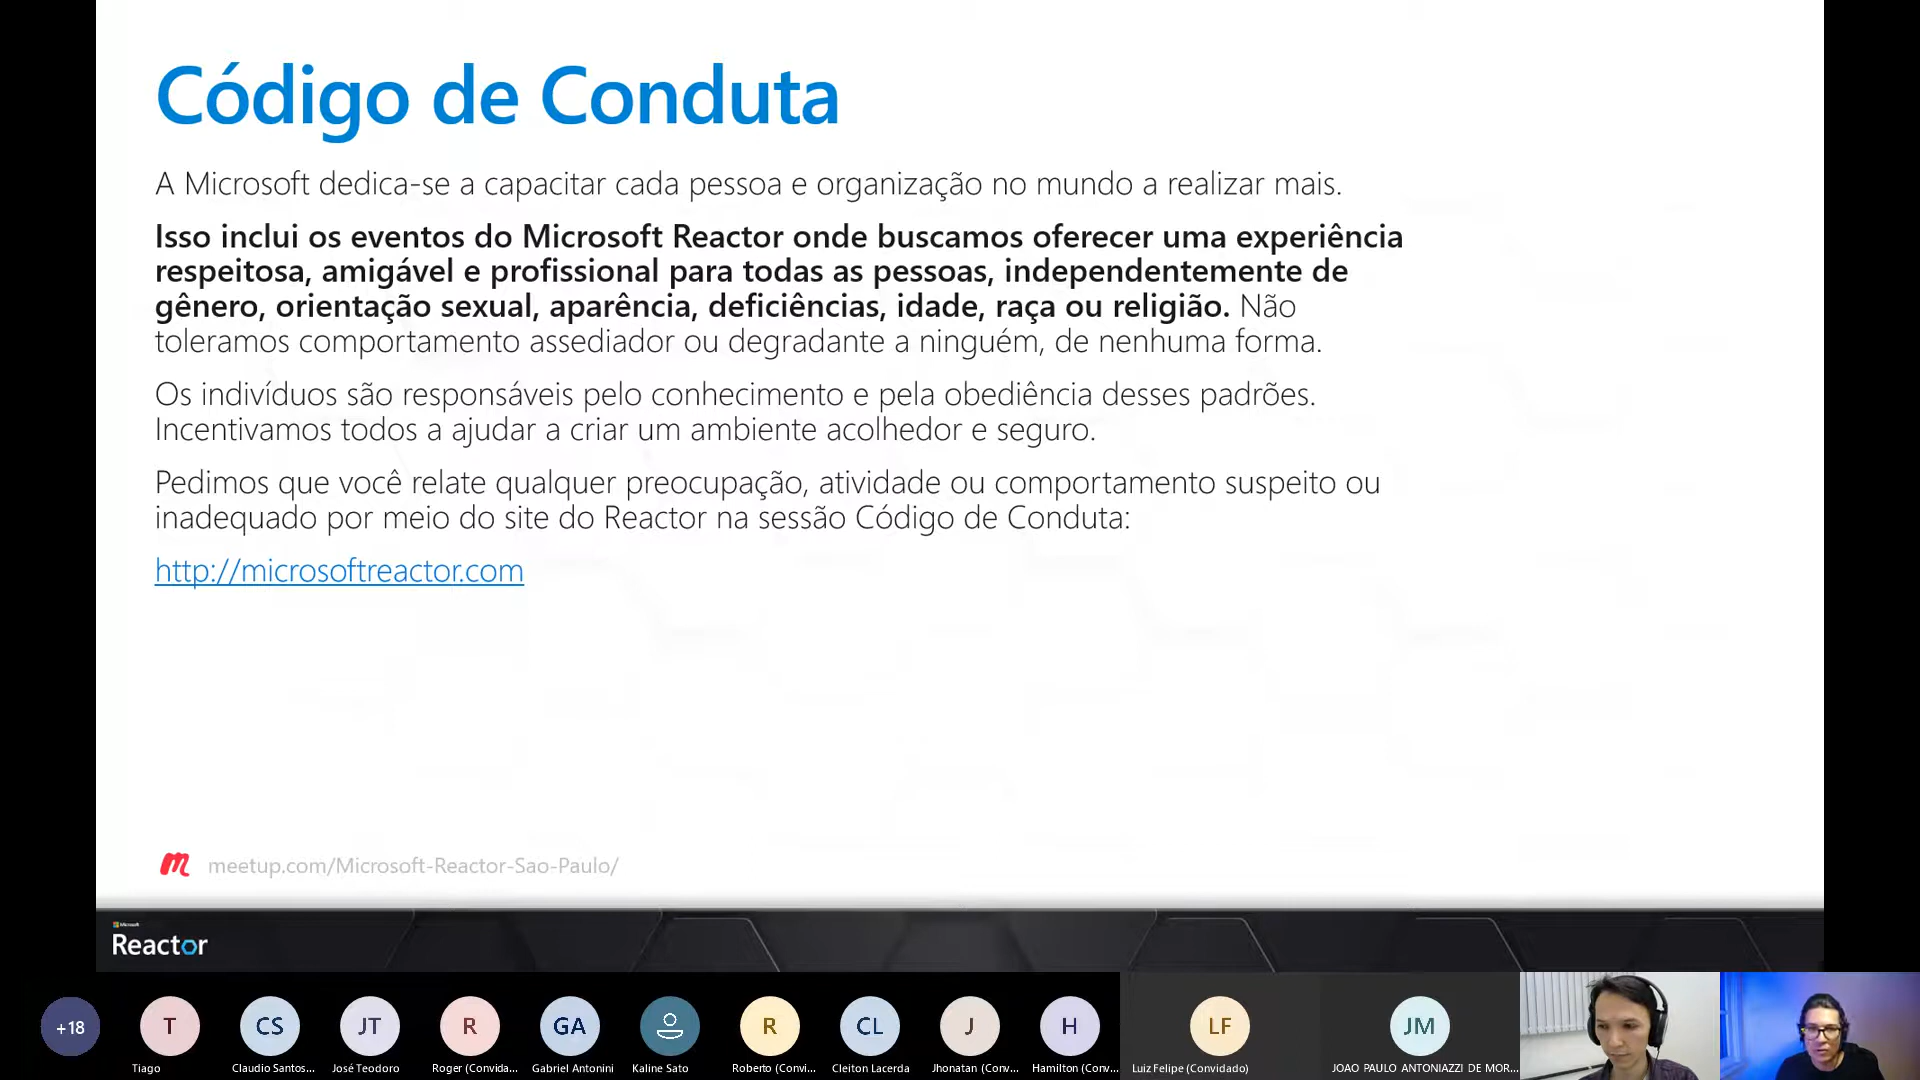 Código de Conduta
A Microsoft dedica-se a capacitar cada pessoa e organização no mundo a realizar mais.
Isso inclui os eventos do Microsoft Reactor onde buscamos oferecer uma experiência
respeitosa, amigável e profissional para todas as pessoas, independentemente de
gênero, orientação sexual, aparência, deficiências, idade, raça ou religião. Não
toleramos comportamento assediador ou degradante a ninguém, de nenhuma forma.
Os indivíduos são responsáveis pelo conhecimento e pela obediência desses padrões.
Incentivamos todos a ajudar a criar um ambiente acolhedor e seguro.
Pedimos que você relate qualquer preocupação, atividade ou comportamento suspeito ou
inadequado por meio do site do Reactor na sessão Código de Conduta:
http://microsoftreactor.com
meetup.com/Microsoft-Reactor-Sao-Paulo/
Microsoft
Reactor
+18 T CS JT R GA R CL J H LF JM
Tiago Claudio Santos... José Teodoro Roger (Convida... Gabriel Antonini Kaline Sato Roberto (Convi... Cleiton Lacerda Jhonatan (Conv... Hamilton (Conv... Luiz Felipe (Convidado) JOAO PAULO ANTONIAZZI DE MOR...